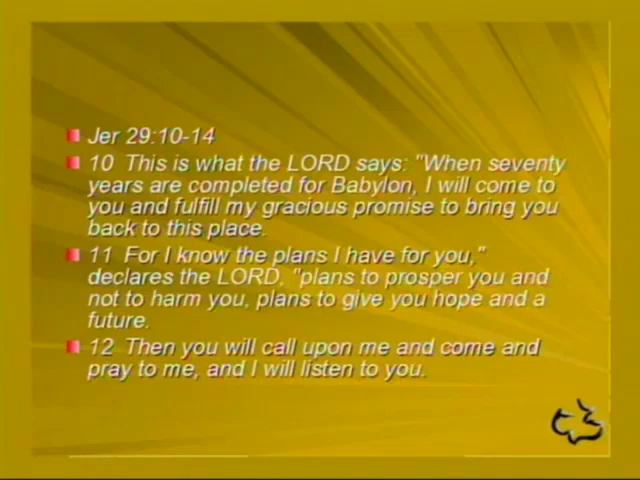 Jer 29:10-14
10 This is what the LORD says: "When seventy
years are completed for Babylon, I will come to
you and fulfill my gracious promise to bring you
back to this place.
11 For I know the plans I have for you,"
declares the LORD, "plans to prosper you and
not to harm you, plans to give you hope and a
future.
12 Then you will call upon me and come and
pray to me, and I will listen to you.